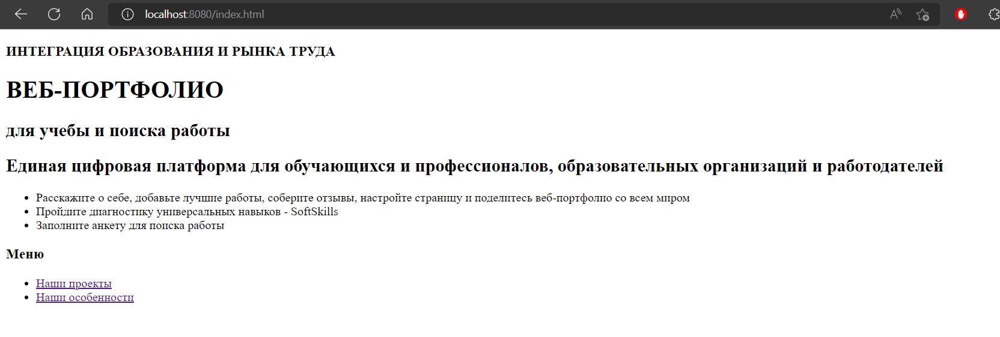 localhost:8080/index.html
ИНТЕГРАЦИЯ ОБРАЗОВАНИЯ И РЫНКА ТРУДА
ВЕБ-ПОРТФОЛИО
для учебы и поиска работы
Единая цифровая платформа для обучающихся и профессионалов, образовательных организаций и работодателей
Расскажите о себе, добавьте лучшие работы, соберите отзывы, настройте страницу и поделитесь веб-портфолио со всем миром
Пройдите диагностику универсальных навыков - SoftSkills
Заполните анкету для поиска работы
Меню
Наши проекты
Наши особенности